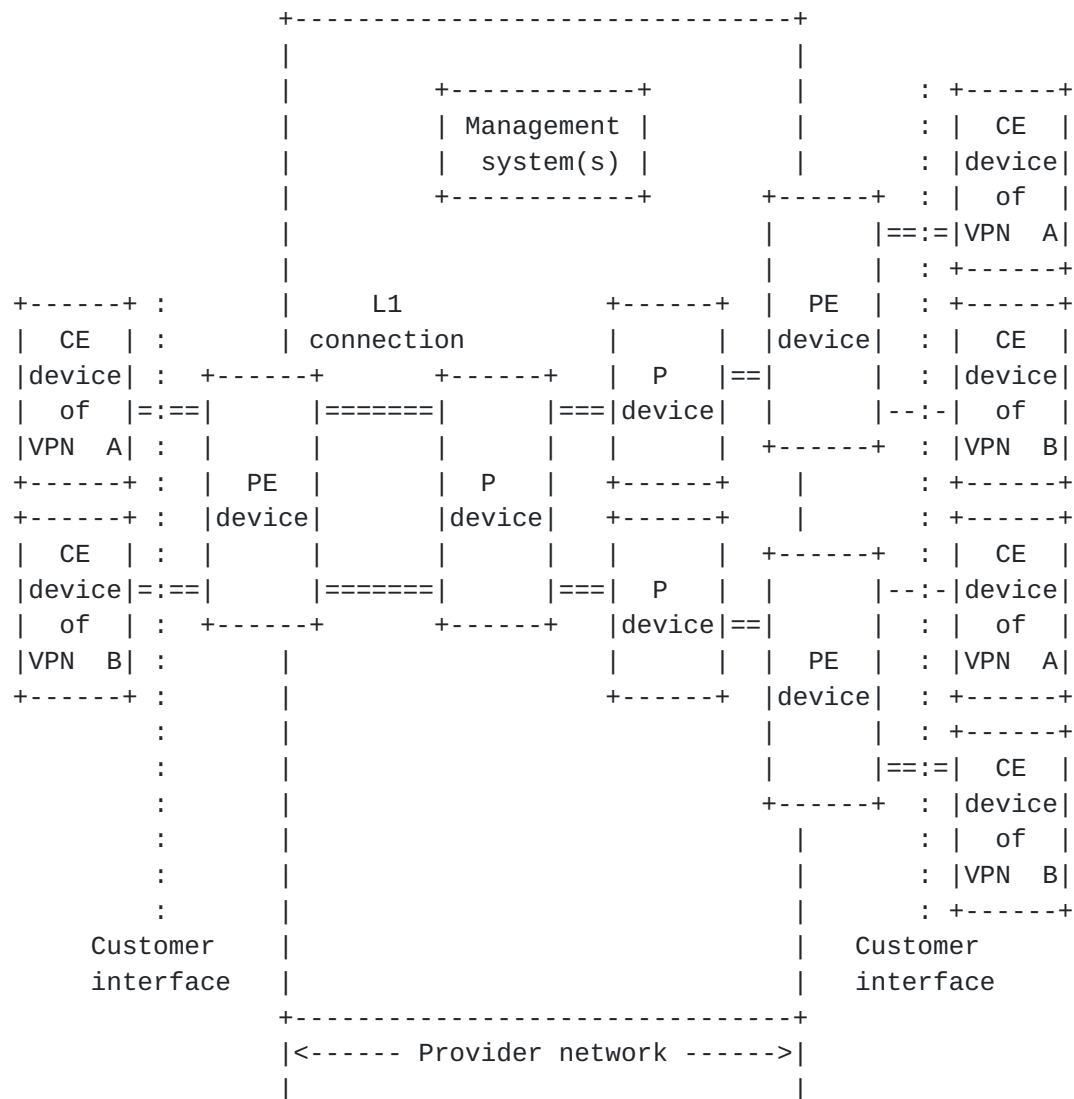 +---------------------------------+
|                                 |
|         +------------+          |       : +------+
|         | Management |          |       : |  CE  |
|         |  system(s) |          |       : |device|
|         +------------+       +------+  : |  of  |
|                              |      |==:=|VPN  A|
|                              |      |  : +------+
+------+ :       |     L1             +------+  |  PE  |  : +------+
|  CE  | :       | connection         |      |  |device|  : |  CE  |
|device| :  +------+       +------+   |  P   |==|      |  : |device|
|  of  |=:==|      |=======|      |===|device|  |      |--:-|  of  |
|VPN  A| :  |      |       |      |   |      |  +------+  : |VPN  B|
+------+ :  |  PE  |       |  P   |   +------+     |       : +------+
+------+ :  |device|       |device|   +------+     |       : +------+
|  CE  | :  |      |       |      |   |      |  +------+  : |  CE  |
|device|=:==|      |=======|      |===|  P   |  |      |--:-|device|
|  of  | :  +------+       +------+   |device|==|      |  : |  of  |
|VPN  B| :       |                    |      |  |  PE  |  : |VPN  A|
+------+ :       |                    +------+  |device|  : +------+
:       |                              |      |  : +------+
:       |                              |      |==:=|  CE  |
:       |                              +------+  : |device|
:       |                                 |       : |  of  |
:       |                                 |       : |VPN  B|
:       |                                 |       : +------+
Customer    |                                |   Customer
interface   |                                |   interface
+---------------------------------+
|<------ Provider network ------>|
|                                |